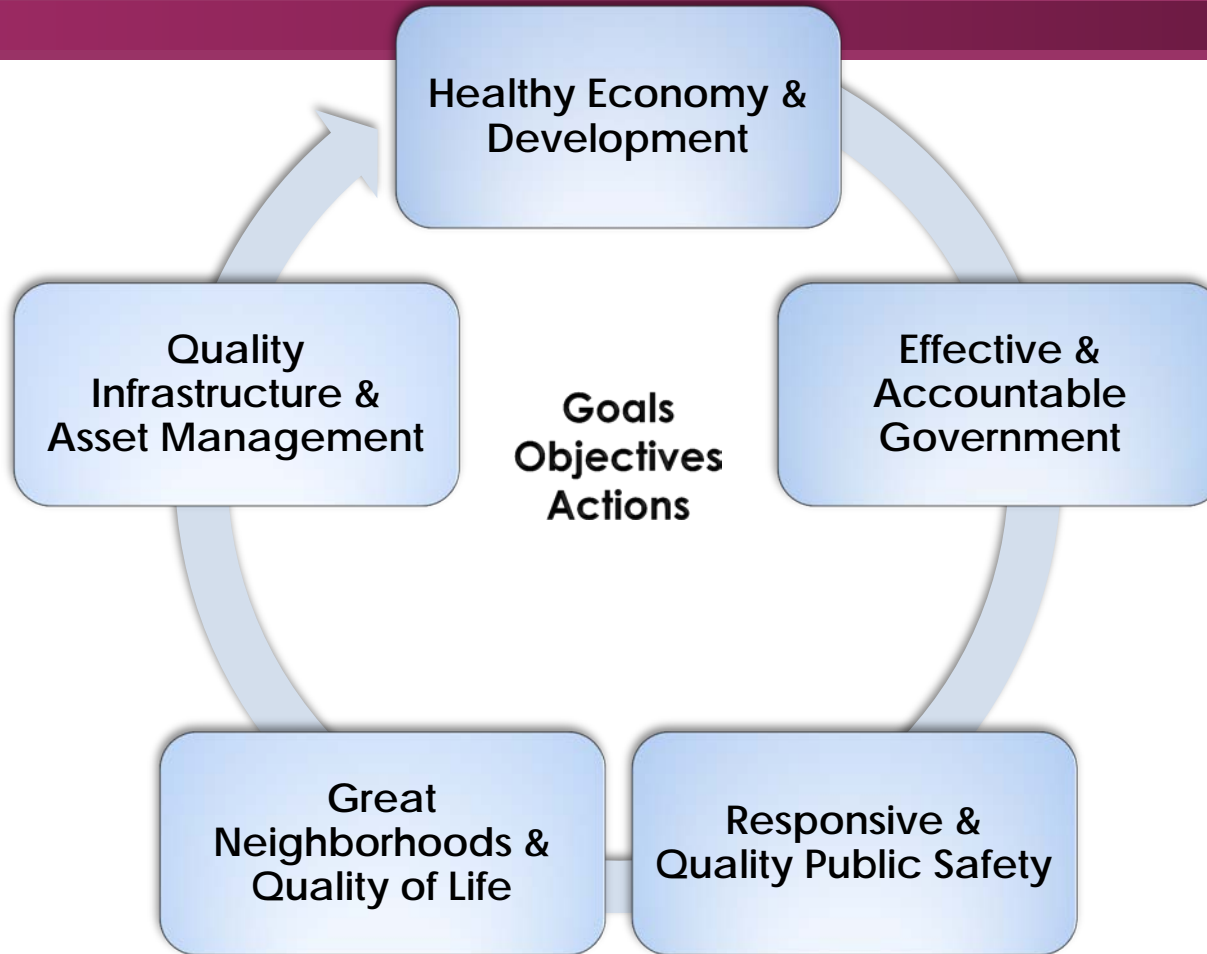 Healthy Economy &
Development
Effective &
Accountable
Government
Responsive &
Quality Public Safety
Great
Neighborhoods &
Quality of Life
Quality
Infrastructure &
Asset Management
Goals
Objectives
Actions